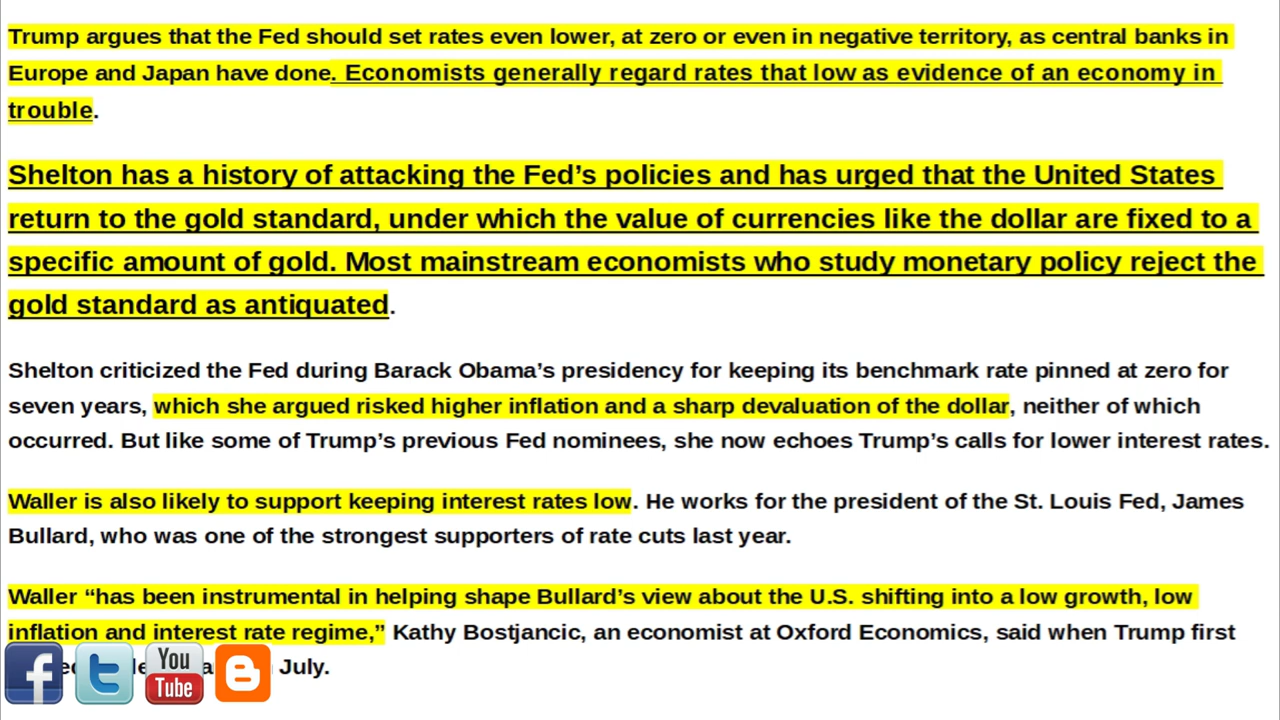 Trump argues that the Fed should set rates even lower, at zero or even in negative territory, as central banks in
Europe and Japan have done. Economists generally regard rates that low as evidence of an economy in
trouble.
Shelton has a history of attacking the Fed’s policies and has urged that the United States
return to the gold standard, under which the value of currencies like the dollar are fixed to a
specific amount of gold. Most mainstream economists who study monetary policy reject the
gold standard as antiquated.
Shelton criticized the Fed during Barack Obama’s presidency for keeping its benchmark rate pinned at zero for
seven years, which she argued risked higher inflation and a sharp devaluation of the dollar, neither of which
occurred. But like some of Trump’s previous Fed nominees, she now echoes Trump’s calls for lower interest rates.
Waller is also likely to support keeping interest rates low. He works for the president of the St. Louis Fed, James
Bullard, who was one of the strongest supporters of rate cuts last year.
Waller “has been instrumental in helping shape Bullard’s view about the U.S. shifting into a low growth, low
inflation and interest rate regime,” Kathy Bostjancic, an economist at Oxford Economics, said when Trump first
July.
You
Tube